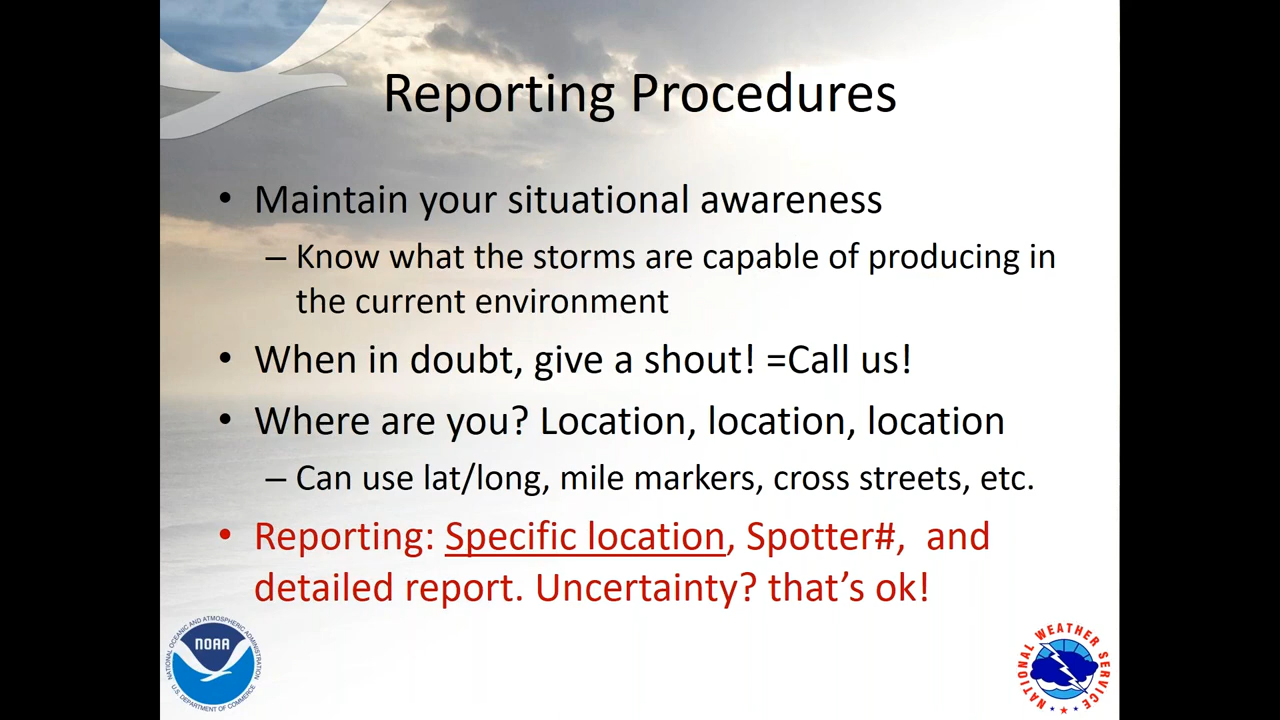 Reporting Procedures
• Maintain your situational awareness
– Know what the storms are capable of producing in
the current environment
• When in doubt, give a shout! =Call us!
• Where are you? Location, location, location
– Can use lat/long, mile markers, cross streets, etc.
• Reporting: Specific location, Spotter#,  and
detailed report. Uncertainty? that’s ok!
NATIONAL OCEANIC AND ATMOSPHERIC ADMINISTRATION
NOAA
U.S. DEPARTMENT OF COMMERCE
NATIONAL WEATHER SERVICE